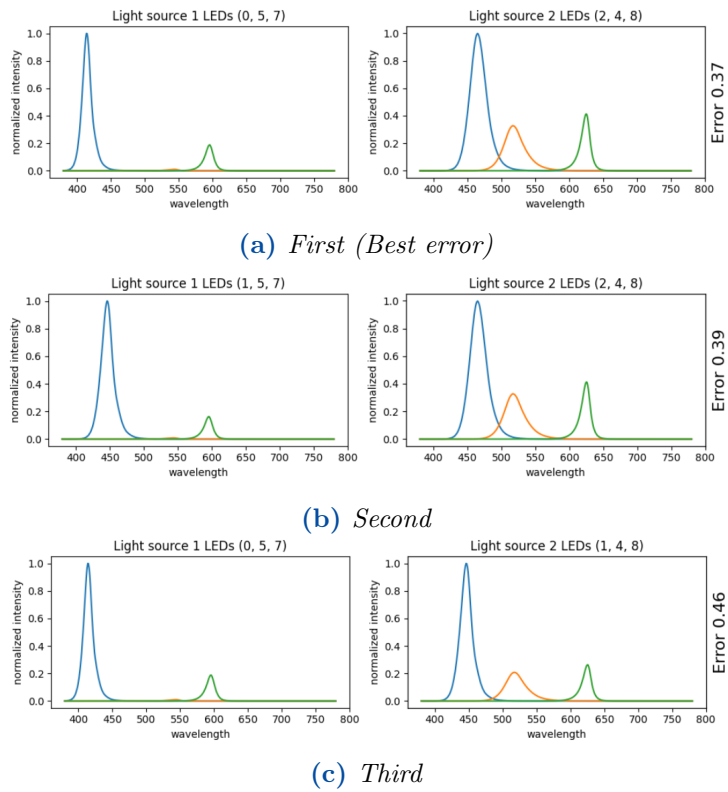 Light source 1 LEDs (0, 5, 7)
normalized intensity
1.0
0.8
0.6
0.4
0.2
0.0
400 450 500 550 600 650 700 750 800
wavelength
Light source 2 LEDs (2, 4, 8)
normalized intensity
1.0
0.8
0.6
0.4
0.2
0.0
400 450 500 550 600 650 700 750 800
wavelength
Error 0.37
(a) First (Best error)
Light source 1 LEDs (1, 5, 7)
normalized intensity
1.0
0.8
0.6
0.4
0.2
0.0
400 450 500 550 600 650 700 750 800
wavelength
Light source 2 LEDs (2, 4, 8)
normalized intensity
1.0
0.8
0.6
0.4
0.2
0.0
400 450 500 550 600 650 700 750 800
wavelength
Error 0.39
(b) Second
Light source 1 LEDs (0, 5, 7)
normalized intensity
1.0
0.8
0.6
0.4
0.2
0.0
400 450 500 550 600 650 700 750 800
wavelength
Light source 2 LEDs (1, 4, 8)
normalized intensity
1.0
0.8
0.6
0.4
0.2
0.0
400 450 500 550 600 650 700 750 800
wavelength
Error 0.46
(c) Third